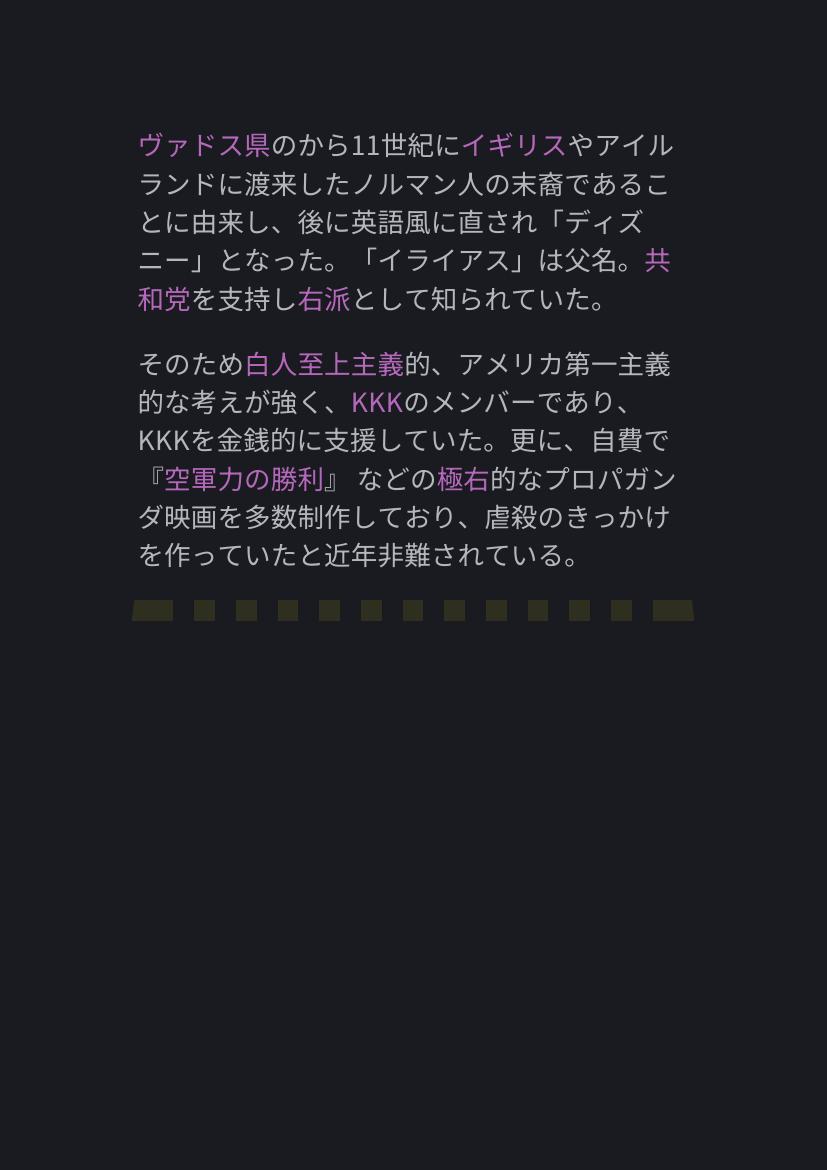 ヴァドス県のから11世紀にイギリスやアイル
ランドに渡来したノルマン人の末裔であるこ
とに由来し、後に英語風に直され「ディズ
ニー」となった。「イライアス」は父名。共
和党を支持し右派として知られていた。
そのため白人至上主義的、アメリカ第一主義
的な考えが強く、KKKのメンバーであり、
KKKを金銭的に支援していた。更に、自費で
『空軍力の勝利』 などの極右的なプロパガン
ダ映画を多数制作しており、虐殺のきっかけ
を作っていたと近年非難されている。